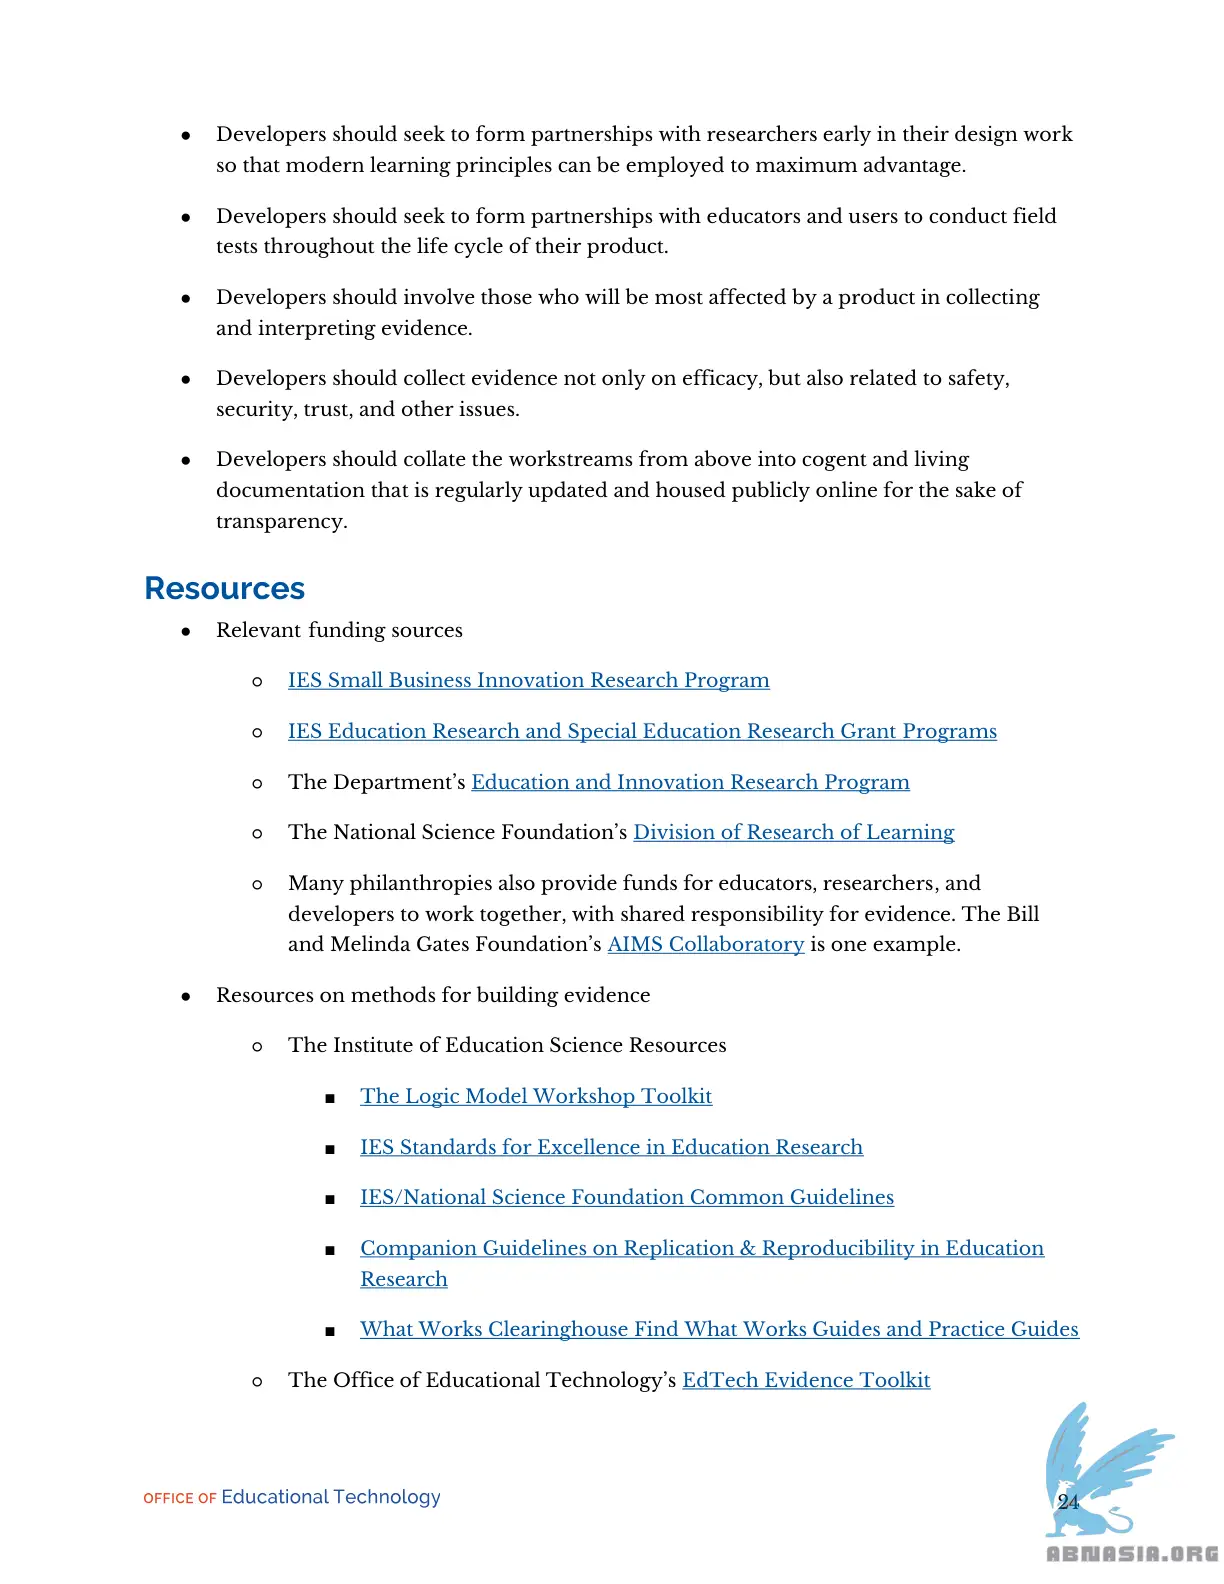 ● Developers should seek to form partnerships with researchers early in their design work
so that modern learning principles can be employed to maximum advantage.
● Developers should seek to form partnerships with educators and users to conduct field
tests throughout the life cycle of their product.
● Developers should involve those who will be most affected by a product in collecting
and interpreting evidence.
● Developers should collect evidence not only on efficacy, but also related to safety,
security, trust, and other issues.
● Developers should collate the workstreams from above into cogent and living
documentation that is regularly updated and housed publicly online for the sake of
transparency.
Resources
● Relevant funding sources
○ IES Small Business Innovation Research Program
○ IES Education Research and Special Education Research Grant Programs
○ The Department’s Education and Innovation Research Program
○ The National Science Foundation’s Division of Research of Learning
○ Many philanthropies also provide funds for educators, researchers, and
developers to work together, with shared responsibility for evidence. The Bill
and Melinda Gates Foundation’s AIMS Collaboratory is one example.
● Resources on methods for building evidence
○ The Institute of Education Science Resources
■ The Logic Model Workshop Toolkit
■ IES Standards for Excellence in Education Research
■ IES/National Science Foundation Common Guidelines
■ Companion Guidelines on Replication & Reproducibility in Education
Research
■ What Works Clearinghouse Find What Works Guides and Practice Guides
○ The Office of Educational Technology’s EdTech Evidence Toolkit
OFFICE OF Educational Technology
24
ABNASIA.ORG